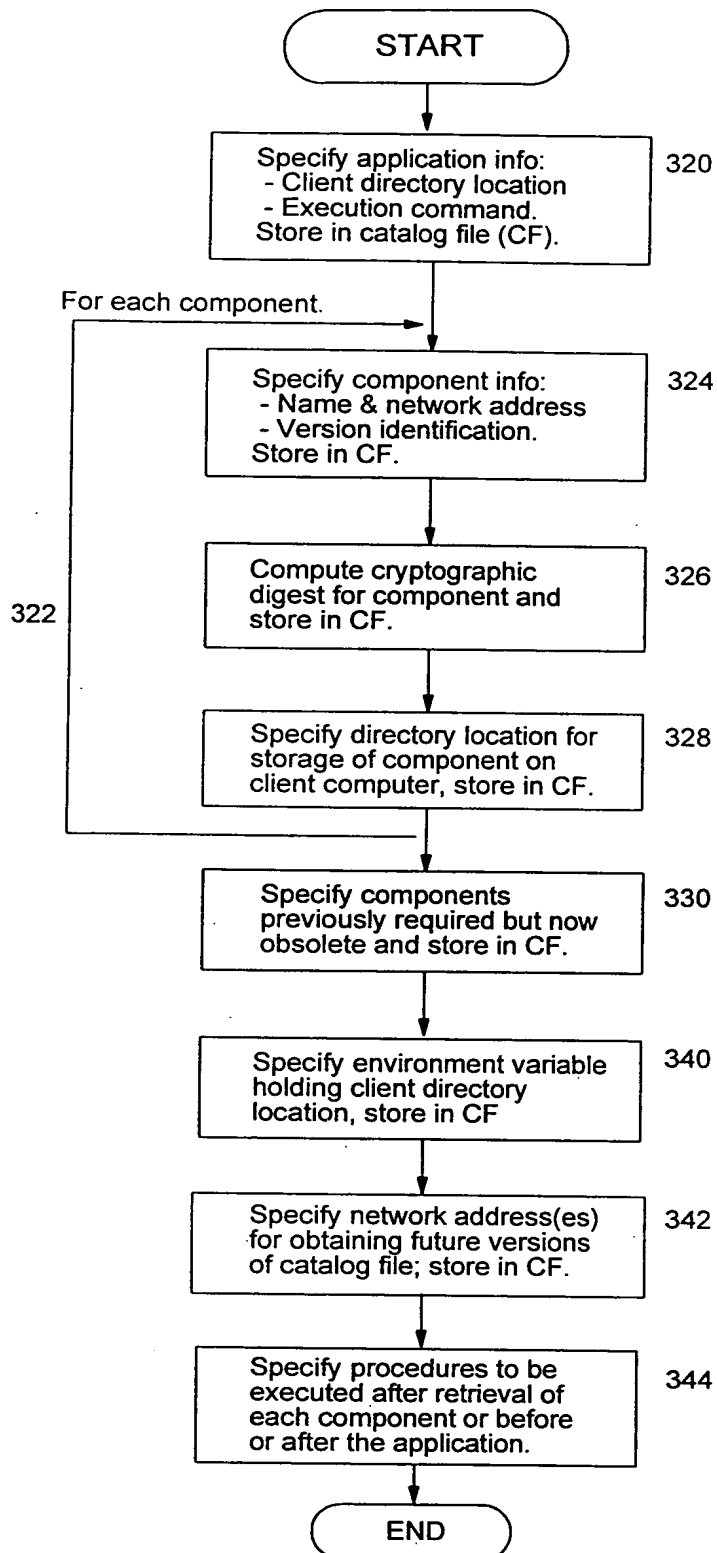 START
Specify application info:
- Client directory location
- Execution command.
Store in catalog file (CF).
320
For each component.
Specify component info:
- Name & network address
- Version identification.
Store in CF.
324
Compute cryptographic
digest for component and
store in CF.
326
322
Specify directory location for
storage of component on
client computer, store in CF.
328
Specify components
previously required but now
obsolete and store in CF.
330
Specify environment variable
holding client directory
location, store in CF
340
Specify network address(es)
for obtaining future versions
of catalog file; store in CF.
342
Specify procedures to be
executed after retrieval of
each component or before
or after the application.
344
END